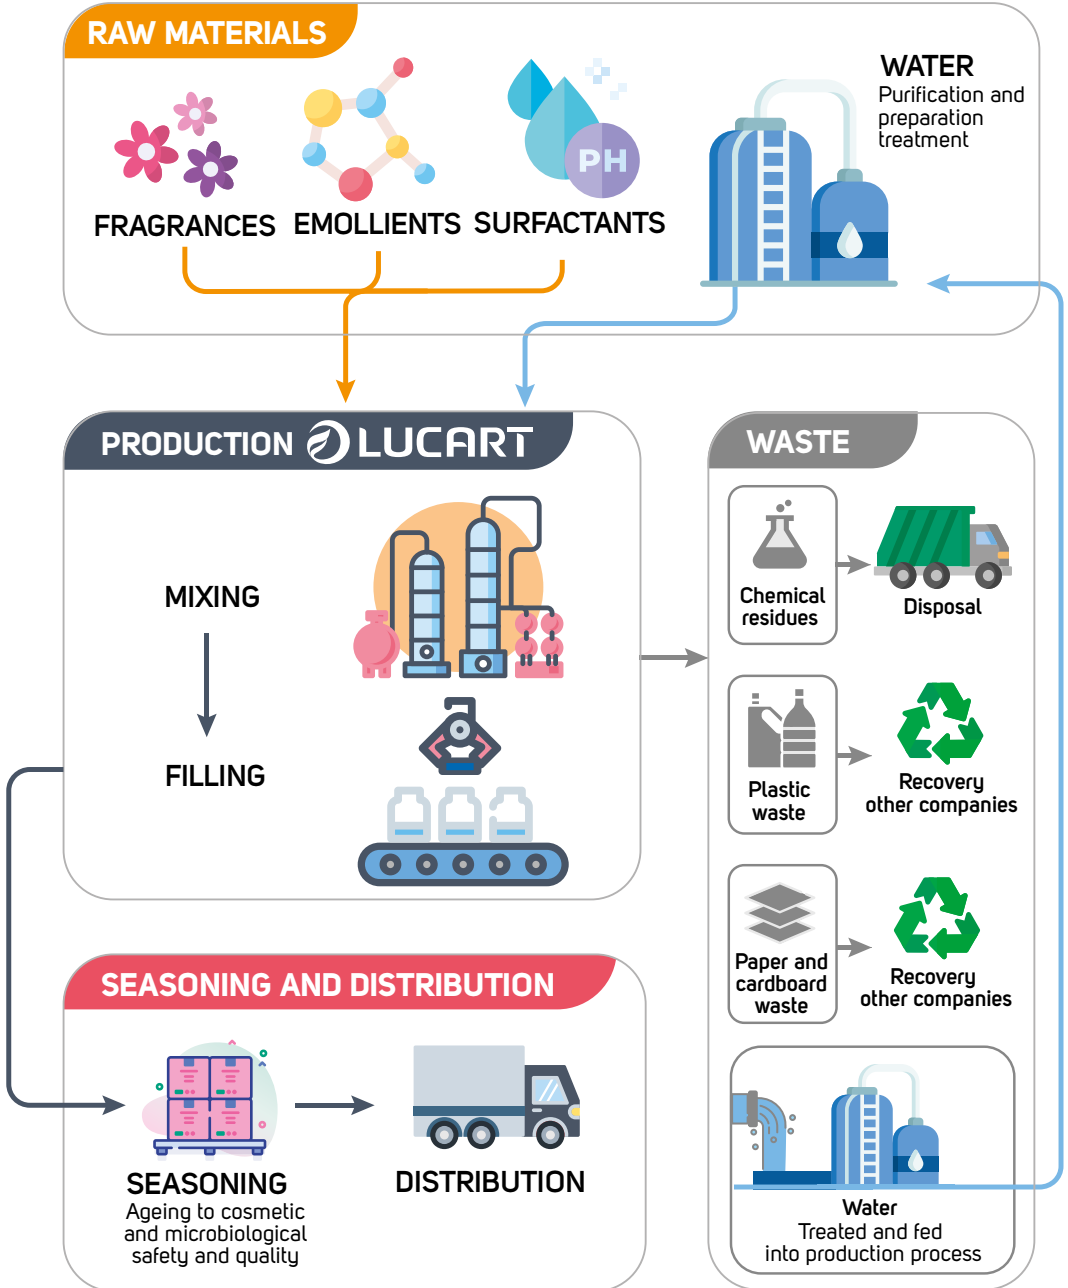 RAW MATERIALS
WATER
Purification and
preparation
treatment
PH
FRAGRANCES
EMOLLIENTS
SURFACTANTS
PRODUCTION LUCART
MIXING
FILLING
WASTE
Chemical
residues
Disposal
Plastic
waste
Recovery
other companies
Paper and
cardboard
waste
Recovery
other companies
Water
Treated and fed
into production process
SEASONING AND DISTRIBUTION
SEASONING
Ageing to cosmetic
and microbiological
safety and quality
DISTRIBUTION